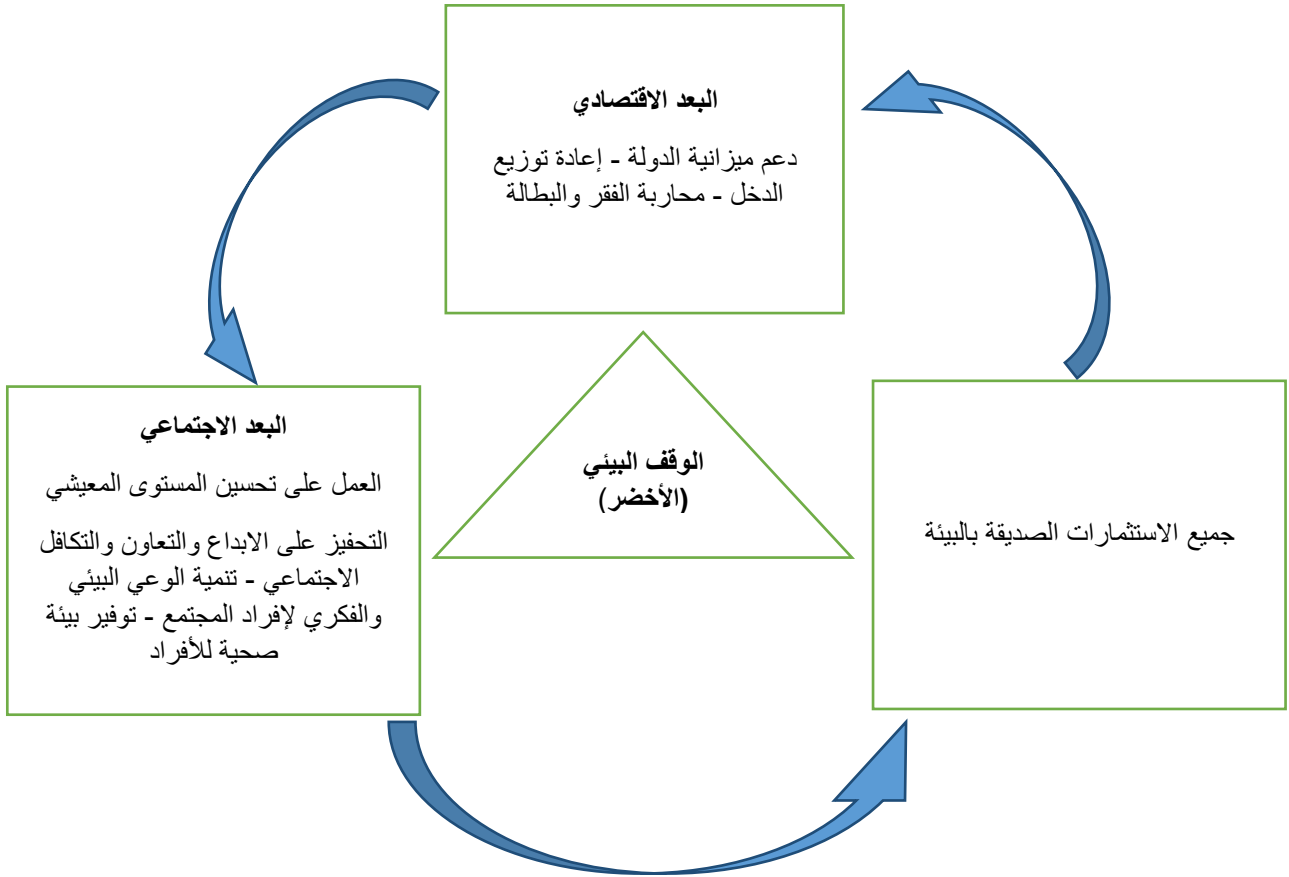 البعد الاقتصادي
دعم ميزانية الدولة - إعادة توزيع
الدخل - محاربة الفقر والبطالة
البعد الاجتماعي
العمل على تحسين المستوى المعيشي
التحفيز على الابداع والتعاون والتكافل
الاجتماعي - تنمية الوعي البيئي
والفكري لإفراد المجتمع - توفير بيئة
صحية للأفراد
الوقف البيئي
(الأخضر)
جميع الاستثمارات الصديقة بالبيئة